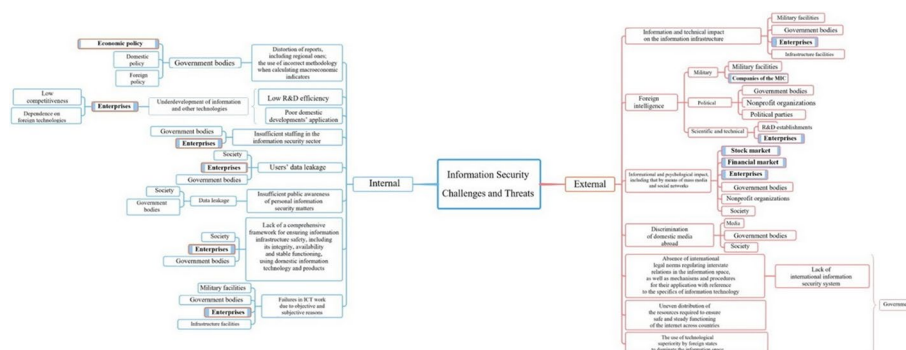 Economic policy
Domestic
policy
Foreign
policy
Government bodies
Distortion of reports,
including regional ones;
the use of incorrect methodology
when calculating macroeconomic
indicators
Low
competitiveness
Dependence on
foreign technologies
Enterprises
Underdevelopment of information
and other technologies
Low R&D efficiency
Poor domestic
developments' application
Government bodies
Enterprises
Insufficient staffing in the
information security sector
Society
Enterprises
Government bodies
Users' data leakage
Society
Government
bodies
Data leakage
Insufficient public awareness
of personal information
security matters
Society
Enterprises
Government bodies
Lack of a comprehensive
framework for ensuring information
infrastructure safety, including
its integrity, availability
and stable functioning,
using domestic information
technology and products
Military facilities
Government bodies
Enterprises
Infrastructure facilities
Failures in ICT work
due to objective and
subjective reasons
Internal
Information Security
Challenges and Threats
External
Information and technical impact
on the information infrastructure
Military facilities
Government bodies
Enterprises
Infrastructure facilities
Foreign
intelligence
Military
Military facilities
Companies of the MIC
Political
Government bodies
Nonprofit organizations
Political parties
Scientific and technical
R&D establishments
Enterprises
Informational and psychological impact,
including that by means of mass media
and social networks
Stock market
Financial market
Enterprises
Government bodies
Nonprofit organizations
Society
Discrimination
of domestic media
abroad
Media
Government bodies
Society
Absence of international
legal norms regulating interstate
relations in the information space,
as well as mechanisms and procedures
for their application with reference
to the specifics of information technology
Lack of
international information
security system
Uneven distribution of
the resources required to ensure
safe and steady functioning
of the internet across countries
The use of technological
superiority by foreign states